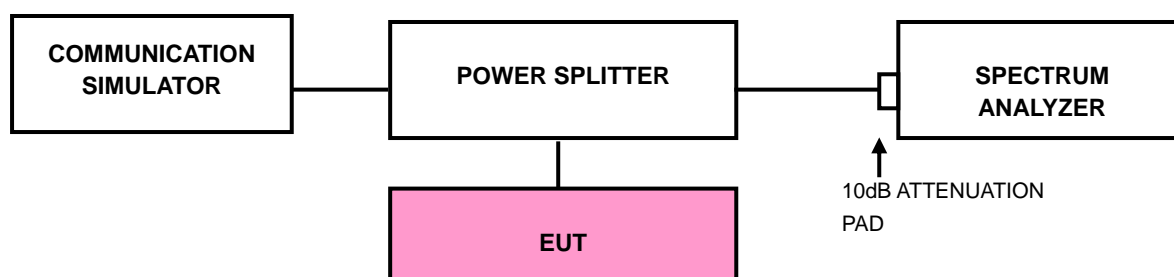 COMMUNICATION
SIMULATOR
POWER SPLITTER
SPECTRUM
ANALYZER
10dB ATTENUATION
PAD
EUT